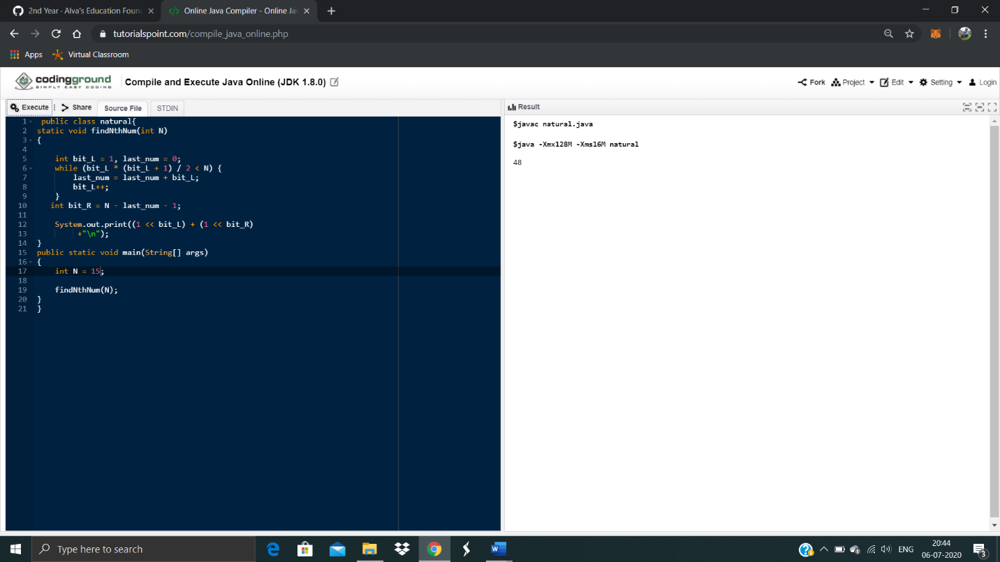 2nd Year · Alva's Education Foun
Online Java Compiler - Online Jav
tutorialspoint.com/compile_java_online.php
Apps
Virtual Classroom
codingground
SIMPLY EASY CODING
Compile and Execute Java Online (JDK 1.8.0)
Fork
Project
Edit
Setting
Login
Execute | Share Source File STDIN
1 public class natural{
2 static void findNthNum(int N)
3 {
4
5 int bit_L = 1, last_num = 0;
6 while (bit_L * (bit_L + 1) / 2 < N) {
7 last_num = last_num + bit_L;
8 bit_L++;
9 }
10 int bit_R = N - last_num - 1;
11
12 System.out.print((1 << bit_L) + (1 << bit_R)
13 +"\n");
14 }
15 public static void main(String[] args)
16 {
17 int N = 15;
18
19 findNthNum(N);
20 }
21 }
Result
$javac natural.java
$java -Xmx128M -Xms16M natural
48
Type here to search
W
ENG
20:44
06-07-2020
3